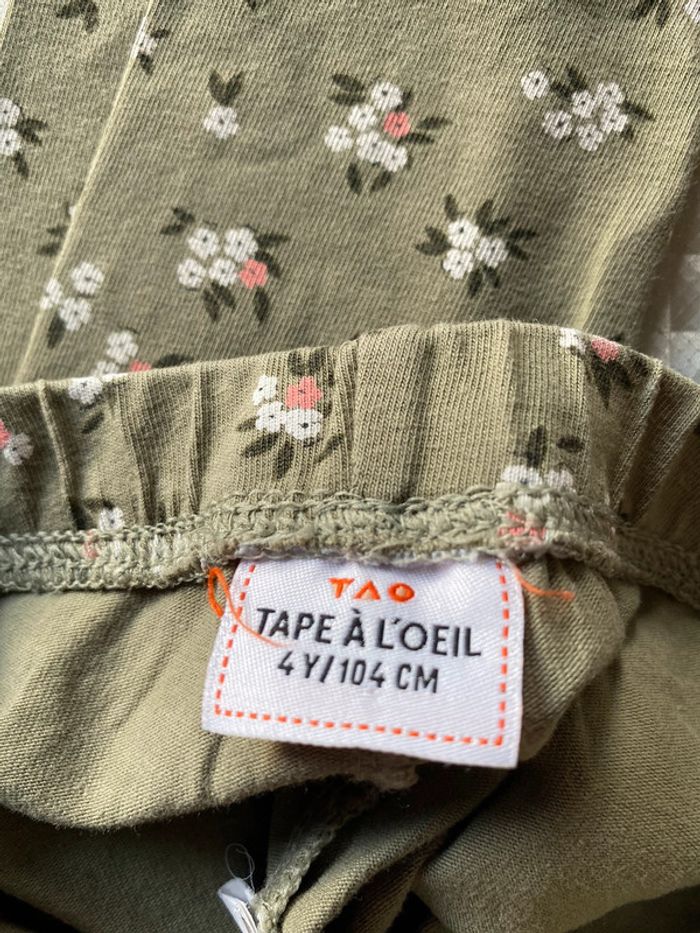 TAO
TAPE À L'OEIL
4 Y/104 CM